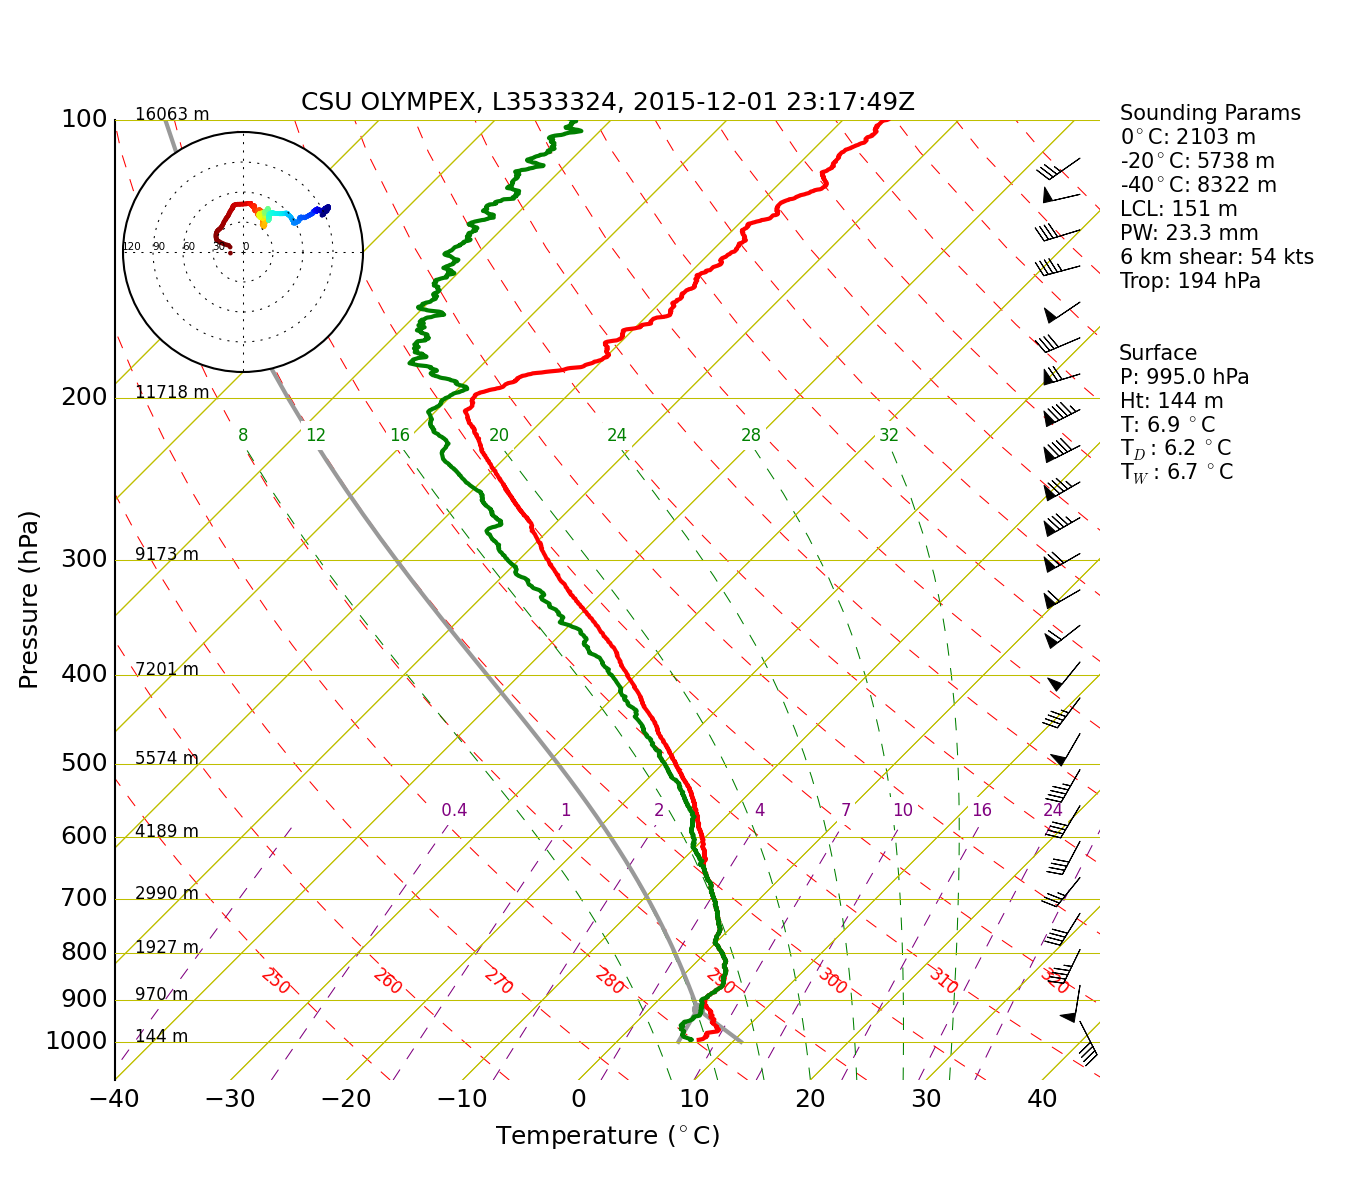 CSU OLYMPEX, L3533324, 2015-12-01 23:17:49Z
Sounding Params
0°C: 2103 m
-20°C: 5738 m
-40°C: 8322 m
LCL: 151 m
PW: 23.3 mm
6 km shear: 54 kts
Trop: 194 hPa
Surface
P: 995.0 hPa
Ht: 144 m
T: 6.9 °C
T_D : 6.2 °C
T_W : 6.7 °C
Pressure (hPa)
100 16063 m
120 90 60 30 0
200 11718 m
8 12 16 20 24 28 32
300 9173 m
400 7201 m
500 5574 m
0.4 1 2 4 7 10 16 24
600 4189 m
700 2990 m
800 1927 m
250 260 270 280 290 300 310 320
900 970 m
1000 144 m
−40 −30 −20 −10 0 10 20 30 40
Temperature (°C)